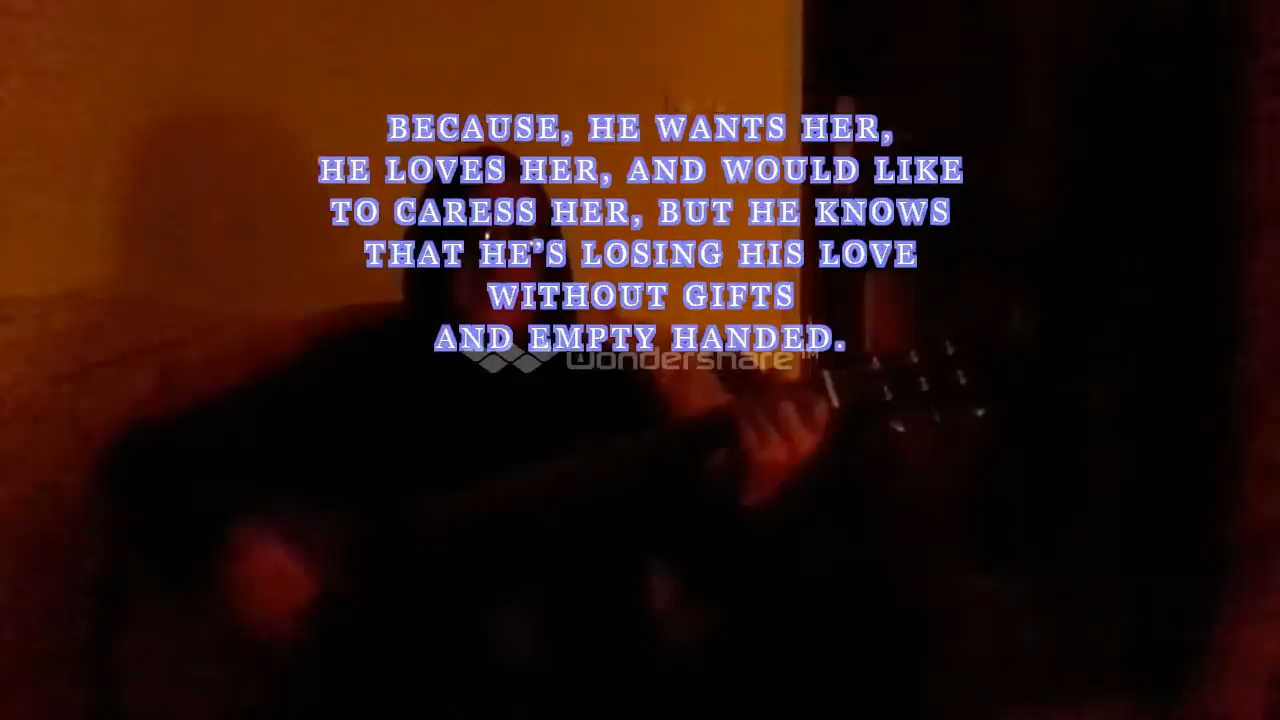 BECAUSE, HE WANTS HER,
HE LOVES HER, AND WOULD LIKE
TO CARESS HER, BUT HE KNOWS
THAT HE'S LOSING HIS LOVE
WITHOUT GIFTS
AND EMPTY HANDED.
wondershare™